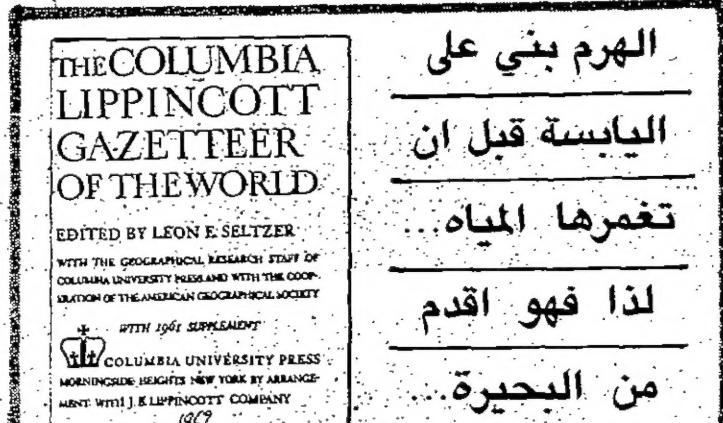 THE COLUMBIA
LIPPINCOTT
GAZETTEER
OF THE WORLD
EDITED BY LEON E. SELTZER
WITH THE GEOGRAPHICAL RESEARCH STAFF OF
COLUMBIA UNIVERSITY PRESS AND WITH THE COOP-
ERATION OF THE AMERICAN GEOGRAPHICAL SOCIETY
WITH 1961 SUPPLEMENT
COLUMBIA UNIVERSITY PRESS
MORNINGSIDE HEIGHTS NEW YORK BY ARRANGE-
MENT WITH J. B. LIPPINCOTT COMPANY
1969
الهرم بني على
اليابسة قبل ان
تغمرها المياه...
لذا فهو اقدم
من البحيرة...